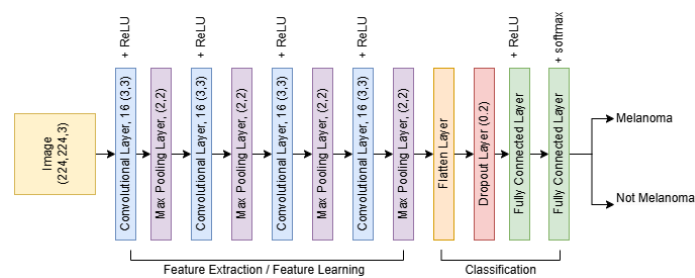 Image
(224,224,3)
Convolutional Layer, 16 (3,3)
+ ReLU
Max Pooling Layer, (2,2)
Convolutional Layer, 16 (3,3)
+ ReLU
Max Pooling Layer, (2,2)
Convolutional Layer, 16 (3,3)
+ ReLU
Max Pooling Layer, (2,2)
Convolutional Layer, 16 (3,3)
+ ReLU
Max Pooling Layer, (2,2)
Flatten Layer
Dropout Layer (0.2)
Fully Connected Layer
+ ReLU
Fully Connected Layer
+ softmax
Melanoma
Not Melanoma
Feature Extraction / Feature Learning
Classification